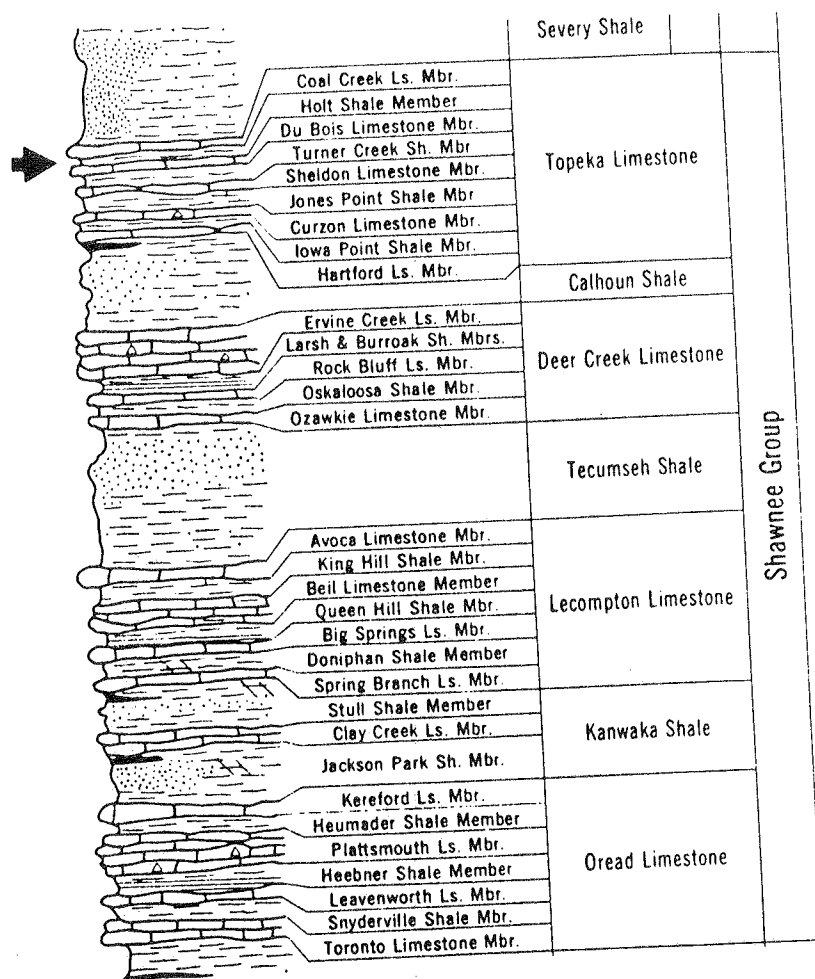 Severy Shale
Coal Creek Ls. Mbr.
Holt Shale Member
Du Bois Limestone Mbr.
Turner Creek Sh. Mbr
Sheldon Limestone Mbr.
Jones Point Shale Mbr.
Curzon Limestone Mbr.
Iowa Point Shale Mbr.
Hartford Ls. Mbr.
Topeka Limestone
Calhoun Shale
Ervine Creek Ls. Mbr.
Larsh & Burroak Sh. Mbrs.
Rock Bluff Ls. Mbr.
Oskaloosa Shale Mbr.
Ozawkie Limestone Mbr.
Deer Creek Limestone
Tecumseh Shale
Avoca Limestone Mbr.
King Hill Shale Mbr.
Beil Limestone Member
Queen Hill Shale Mbr.
Big Springs Ls. Mbr.
Doniphan Shale Member
Spring Branch Ls. Mbr.
Lecompton Limestone
Stull Shale Member
Clay Creek Ls. Mbr.
Jackson Park Sh. Mbr.
Kanwaka Shale
Kereford Ls. Mbr.
Heumader Shale Member
Plattsmouth Ls. Mbr.
Heebner Shale Member
Leavenworth Ls. Mbr.
Snyderville Shale Mbr.
Toronto Limestone Mbr.
Oread Limestone
Shawnee Group